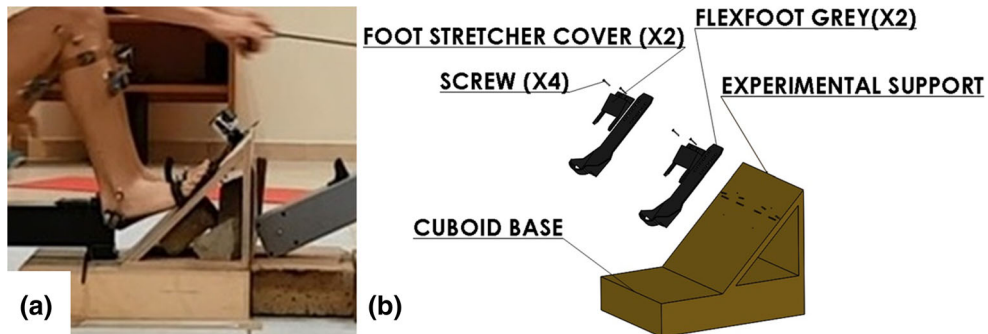 FLEXFOOT GREY(X2)
FOOT STRETCHER COVER (X2)
SCREW (X4)
EXPERIMENTAL SUPPORT
CUBOID BASE
(a)
(b)